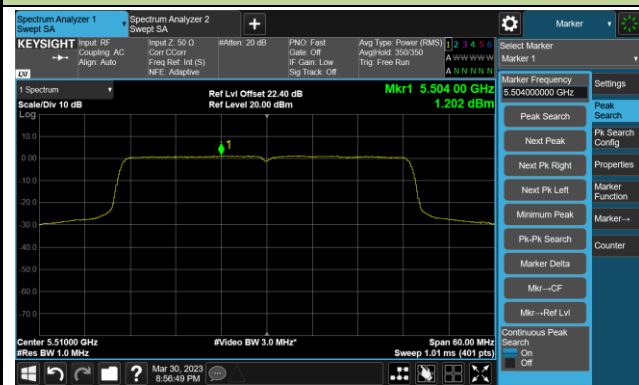 Spectrum Analyzer 1
Swept SA
Spectrum Analyzer 2
Swept SA
+
Marker
KEYSIGHT
Input: RF
Coupling: AC
Align: Auto
Input Z: 50 Ω
Corr CCorr
Freq Ref: Int (S)
NFE: Adaptive
#Atten: 20 dB
PNO: Fast
Gate: Off
IF Gain: Low
Sig Track: Off
Avg Type: Power (RMS)
Avg|Hold: 350/350
Trig: Free Run
1 2 3 4 5 6
A W W W W W
A N N N N N
LVI
Select Marker
Marker 1
1 Spectrum
Scale/Div 10 dB
Log
Ref Lvl Offset 22.40 dB
Ref Level 20.00 dBm
Mkr1 5.504 00 GHz
1.202 dBm
1
10.0
0.00
-10.0
-20.0
-30.0
-40.0
-50.0
-60.0
-70.0
Center 5.51000 GHz
#Res BW 1.0 MHz
#Video BW 3.0 MHz*
Span 60.00 MHz
Sweep 1.01 ms (401 pts)
Marker Frequency
5.504000000 GHz
Peak Search
Next Peak
Next Pk Right
Next Pk Left
Minimum Peak
Pk-Pk Search
Marker Delta
Mkr→CF
Mkr→Ref Lvl
Continuous Peak
Search
On
Off
Settings
Peak
Search
Pk Search
Config
Properties
Marker
Function
Marker→
Counter
?
Mar 30, 2023
8:56:49 PM